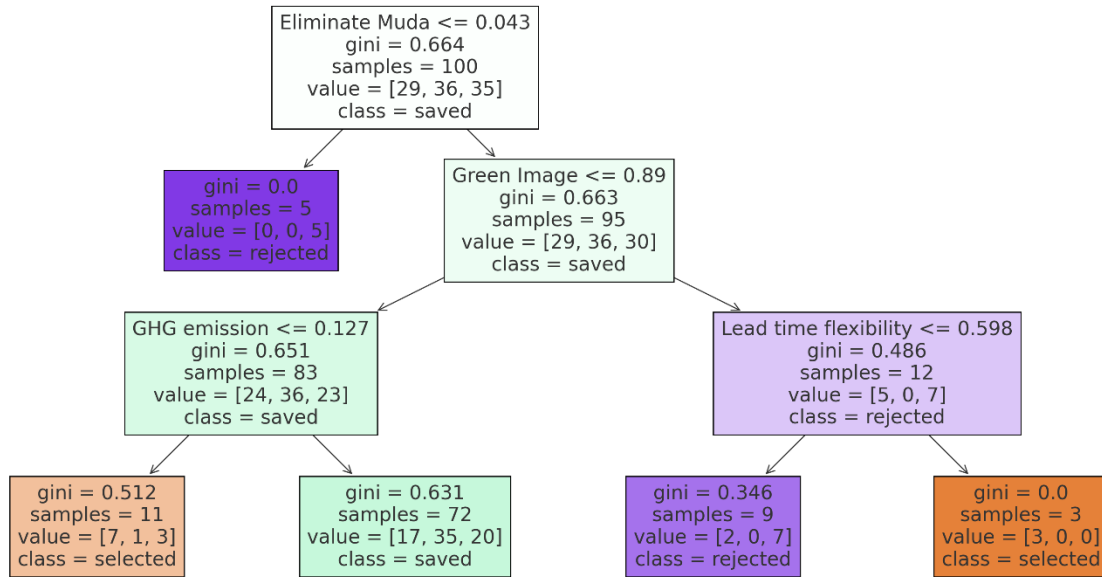 Eliminate Muda <= 0.043
gini = 0.664
samples = 100
value = [29, 36, 35]
class = saved
gini = 0.0
samples = 5
value = [0, 0, 5]
class = rejected
Green Image <= 0.89
gini = 0.663
samples = 95
value = [29, 36, 30]
class = saved
GHG emission <= 0.127
gini = 0.651
samples = 83
value = [24, 36, 23]
class = saved
Lead time flexibility <= 0.598
gini = 0.486
samples = 12
value = [5, 0, 7]
class = rejected
gini = 0.512
samples = 11
value = [7, 1, 3]
class = selected
gini = 0.631
samples = 72
value = [17, 35, 20]
class = saved
gini = 0.346
samples = 9
value = [2, 0, 7]
class = rejected
gini = 0.0
samples = 3
value = [3, 0, 0]
class = selected